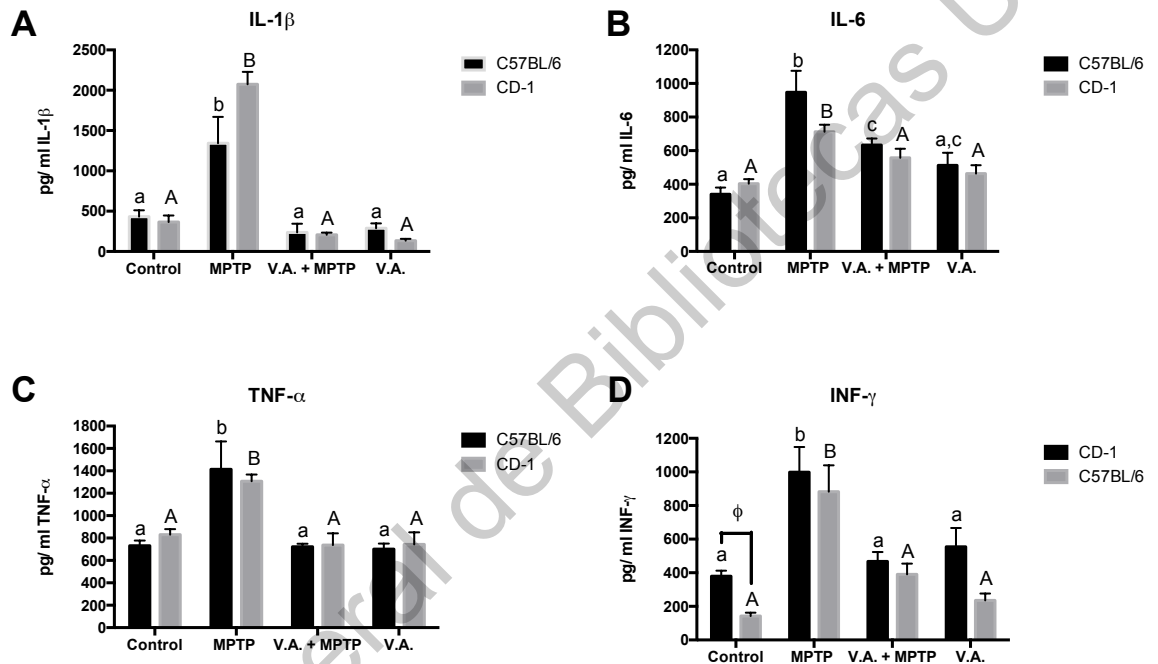 A
IL-1β
pg/ ml IL-1β
2500
2000
1500
1000
500
0
a A
b B
a A
a A
Control MPTP V.A. + MPTP V.A.
C57BL/6
CD-1
B
IL-6
pg/ ml IL-6
1200
1000
800
600
400
200
0
a A
b B
c A
a,c A
Control MPTP V.A. + MPTP V.A.
C57BL/6
CD-1
C
TNF-α
pg/ ml TNF-α
1800
1600
1400
1200
1000
800
600
400
200
0
a A
b B
a A
a A
Control MPTP V.A. + MPTP V.A.
C57BL/6
CD-1
D
INF-γ
pg/ ml INF-γ
1200
1000
800
600
400
200
0
ϕ
a A
b B
a A
a A
Control MPTP V.A. + MPTP V.A.
CD-1
C57BL/6
eral de Bibliotecas U